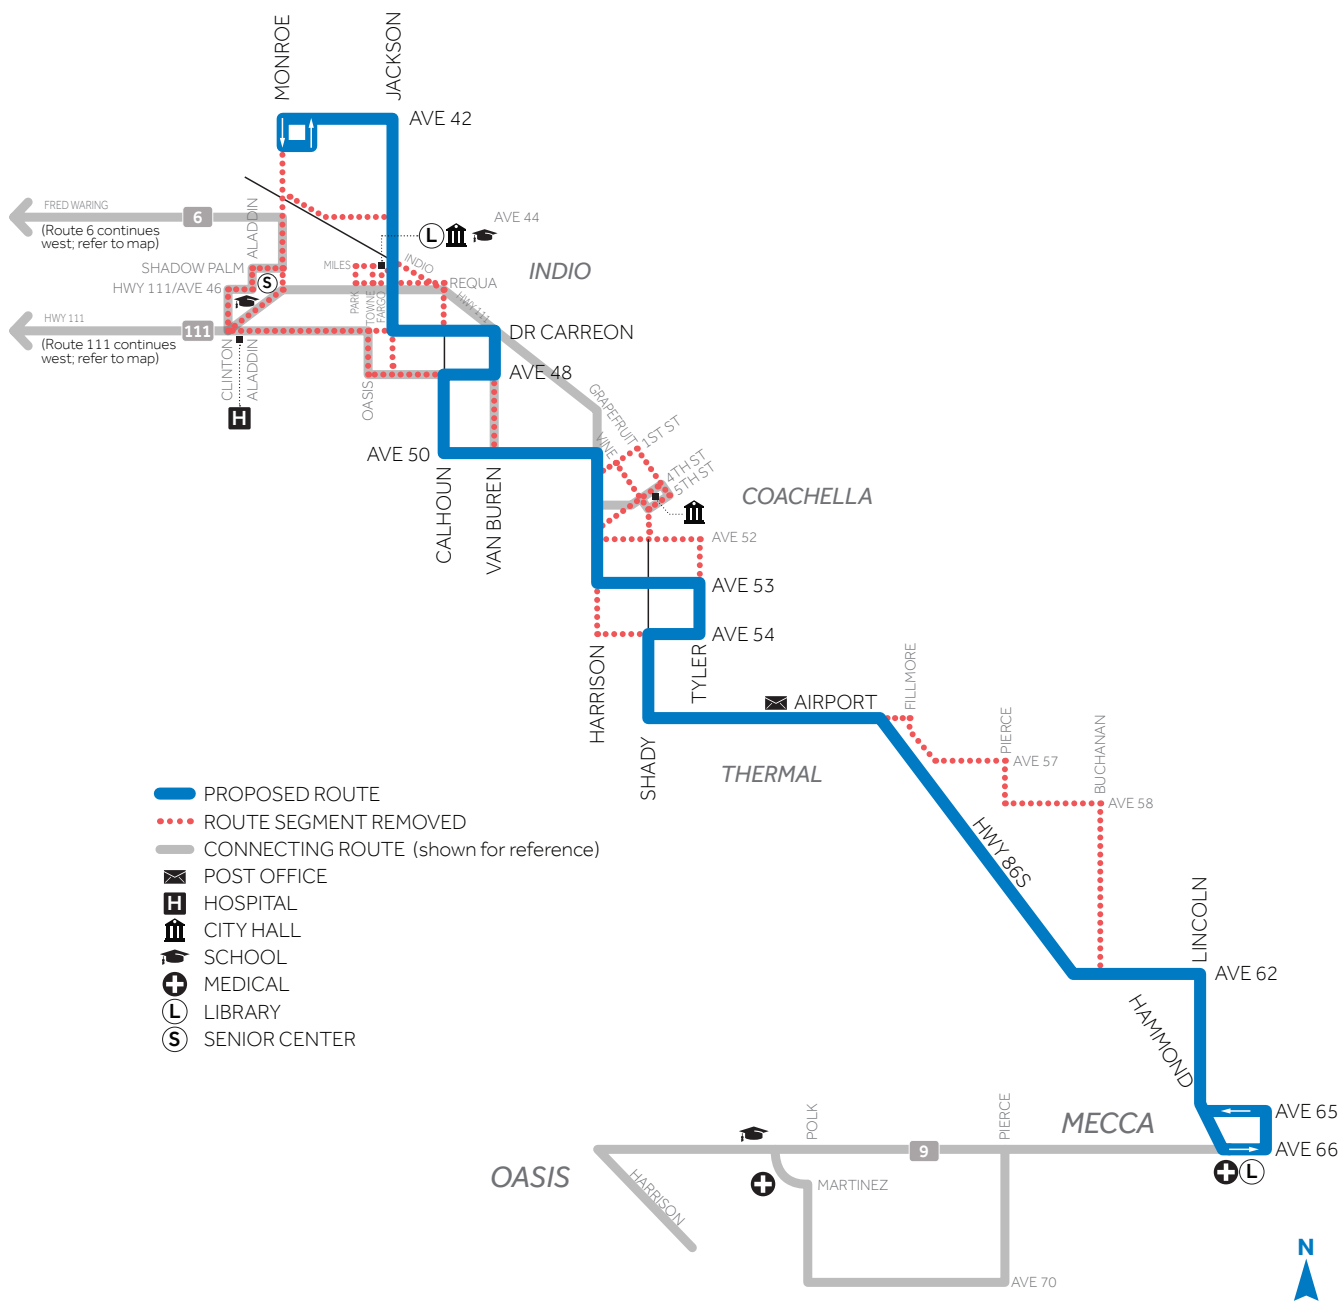 MONROE
JACKSON
AVE 42
FRED WARING
6
(Route 6 continues
west; refer to map)
ALADDIN
AVE 44
L
SHADOW PALM
HWY 111/AVE 46
S
MILES
INDIO
REQUA
INDIO
PARK
TOWNE
FARGO
HWY 111
HWY 111
111
(Route 111 continues
west; refer to map)
DR CARREON
CLINTON
ALADDIN
OASIS
AVE 48
H
GRAPEFRUIT
VINE
1ST ST
4TH ST
5TH ST
AVE 50
CALHOUN
VAN BUREN
COACHELLA
AVE 52
AVE 53
AVE 54
HARRISON
TYLER
SHADY
AIRPORT
FILLMORE
PIERCE
AVE 57
BUCHANAN
AVE 58
THERMAL
HWY 86S
PROPOSED ROUTE
ROUTE SEGMENT REMOVED
CONNECTING ROUTE (shown for reference)
POST OFFICE
H HOSPITAL
CITY HALL
SCHOOL
MEDICAL
L LIBRARY
S SENIOR CENTER
LINCOLN
AVE 62
HAMMOND
AVE 65
AVE 66
MECCA
L
POLK
PIERCE
9
OASIS
HARRISON
MARTINEZ
AVE 70
N